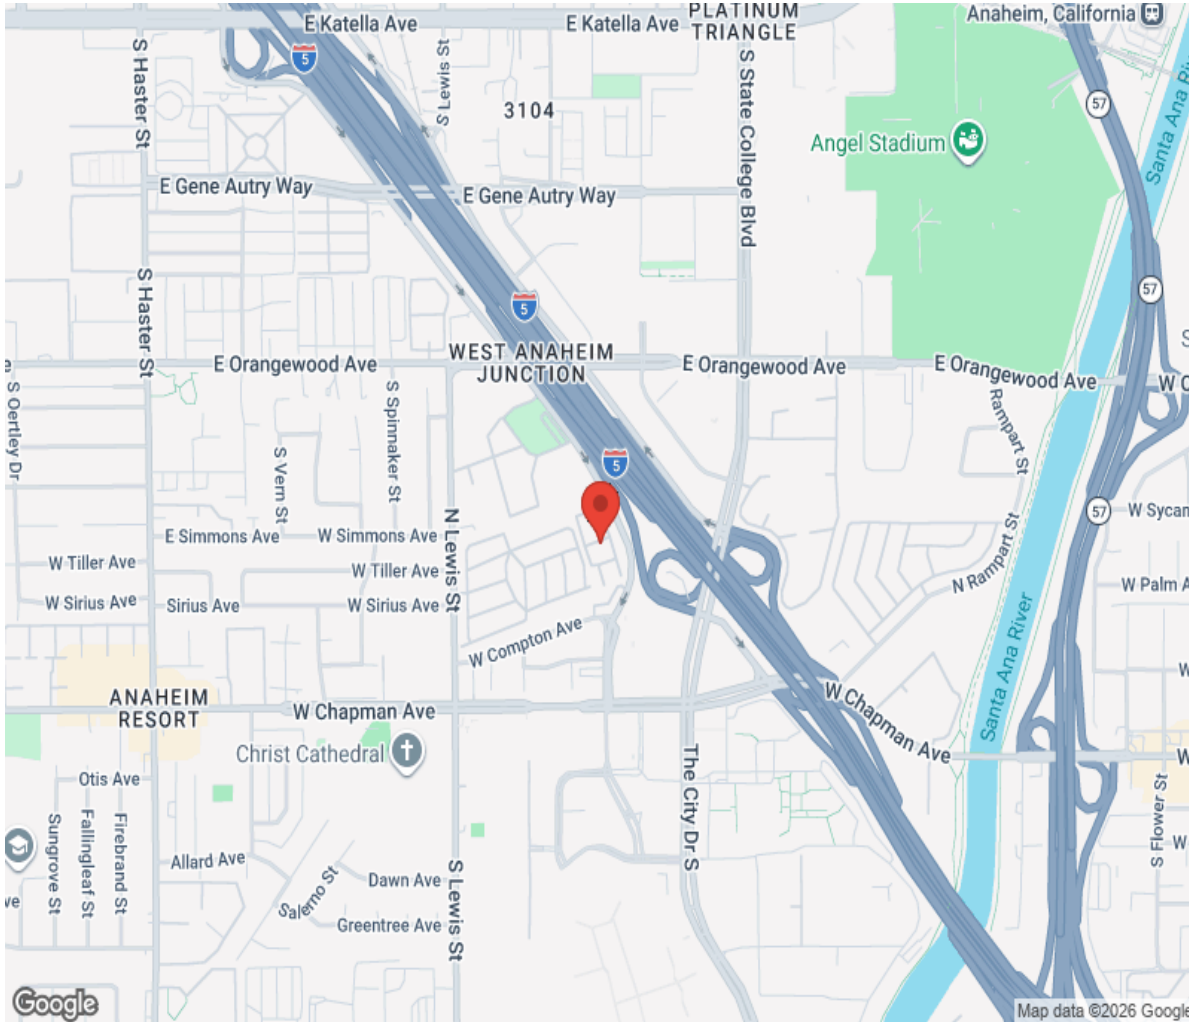 E Katella Ave
E Katella Ave
PLATINUM
TRIANGLE
Anaheim, California
5
S Haster St
S Lewis St
3104
S State College Blvd
57
Angel Stadium
Santa Ana
E Gene Autry Way
E Gene Autry Way
S Haster St
5
57
E Orangewood Ave
WEST ANAHEIM
JUNCTION
E Orangewood Ave
E Orangewood Ave
S Oertley Dr
S Spinnaker St
Rampart St
S Vern St
5
57
N Lewis St
E Simmons Ave
W Simmons Ave
W Tiller Ave
W Tiller Ave
W Sirius Ave
Sirius Ave
W Sirius Ave
N Rampart St
W Palm
Santa Ana River
W Compton Ave
ANAHEIM
RESORT
W Chapman Ave
W Chapman Ave
Christ Cathedral
The City Dr S
Otis Ave
Sungrove St
Fallingleaf St
Firebrand St
Allard Ave
Salerno St
Dawn Ave
Greentree Ave
S Lewis St
S Flower St
Google
Map data ©2026 Google